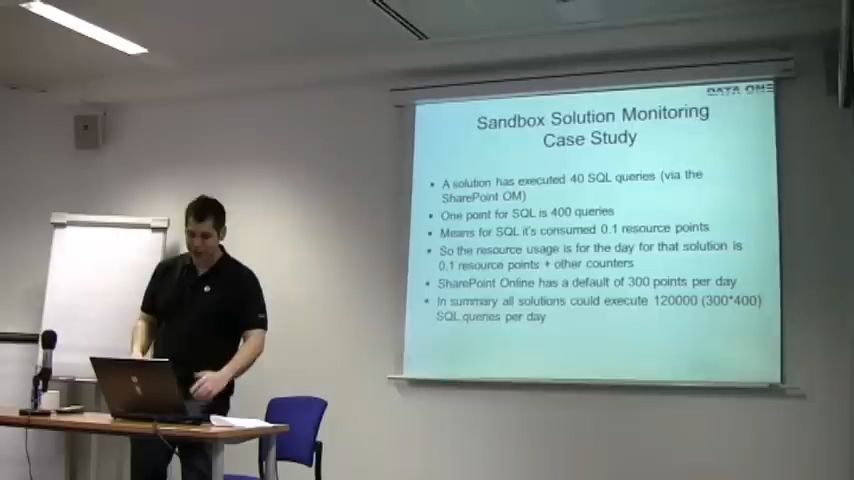 DATA ONE
Sandbox Solution Monitoring
Case Study
• A solution has executed 40 SQL queries (via the
SharePoint OM)
• One point for SQL is 400 queries
• Means for SQL it's consumed 0.1 resource points
• So the resource usage is for the day for that solution is
0.1 resource points + other counters
• SharePoint Online has a default of 300 points per day
• In summary all solutions could execute 120000 (300*400)
SQL queries per day